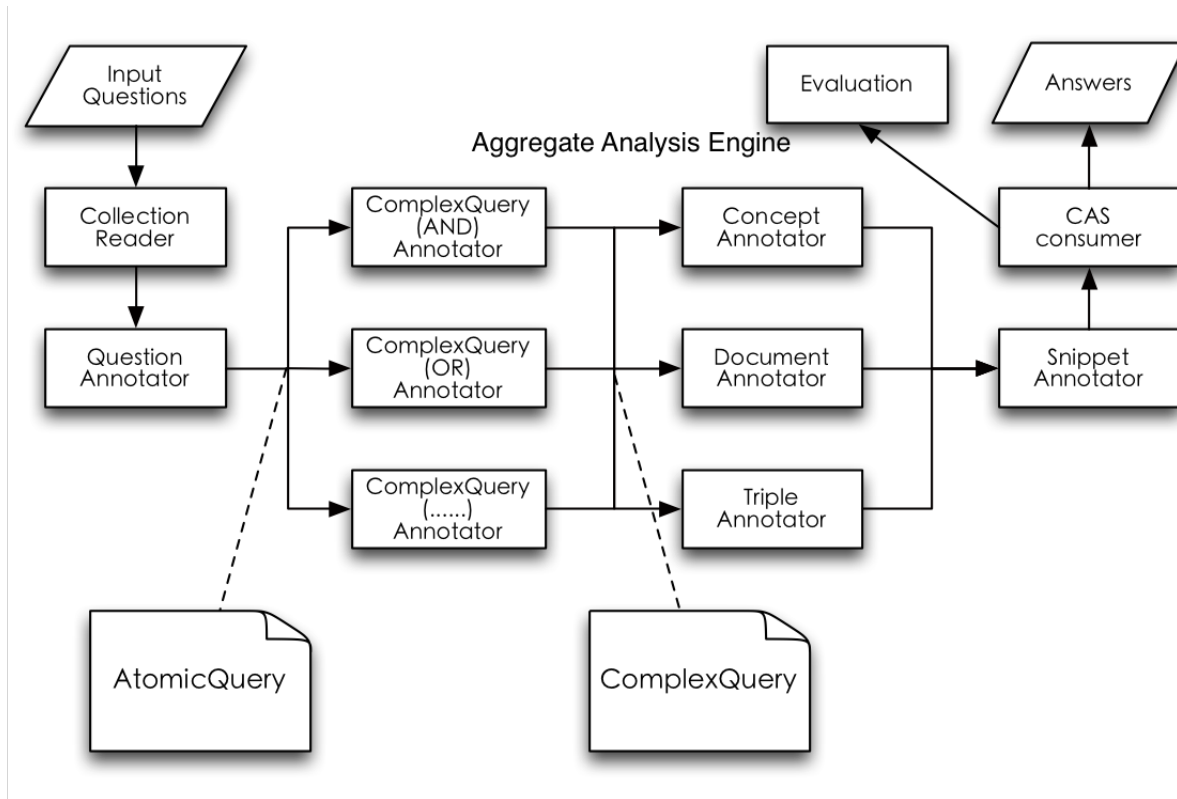 Input
Questions
Evaluation
Answers
Aggregate Analysis Engine
Collection
Reader
ComplexQuery
(AND)
Annotator
Concept
Annotator
CAS
consumer
Question
Annotator
ComplexQuery
(OR)
Annotator
Document
Annotator
Snippet
Annotator
ComplexQuery
(......)
Annotator
Triple
Annotator
AtomicQuery
ComplexQuery